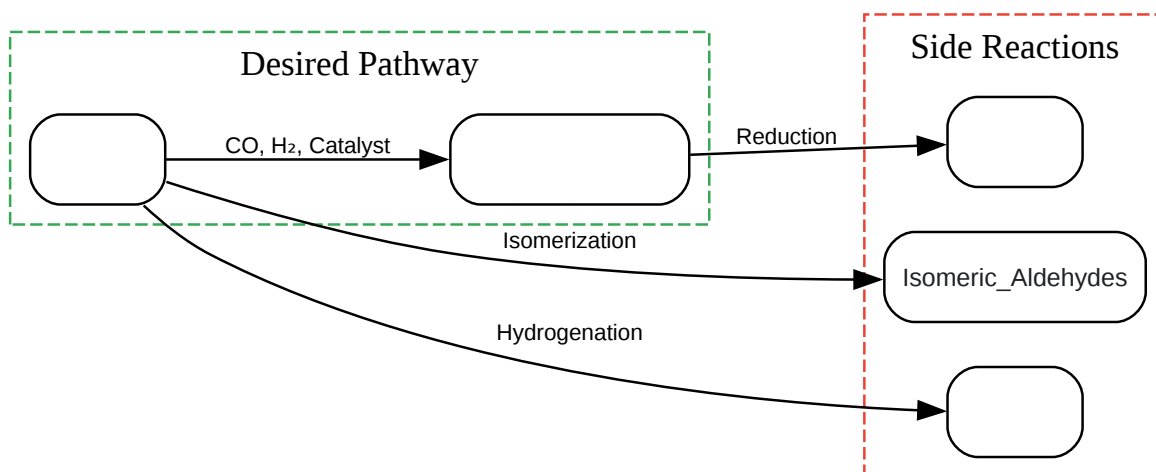 Desired Pathway
Side Reactions
CO, H₂, Catalyst
Reduction
Isomerization
Isomeric_Aldehydes
Hydrogenation